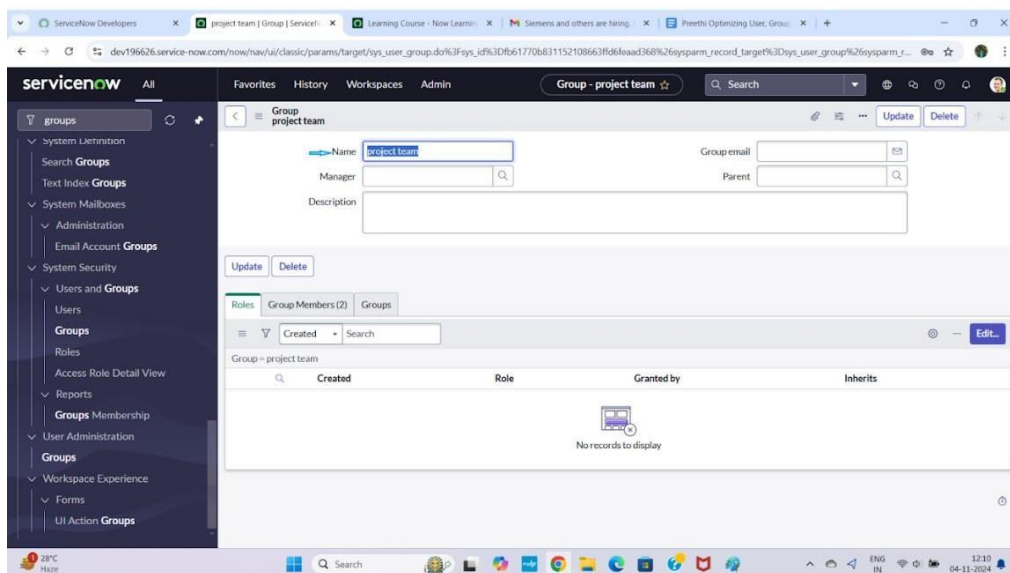 ServiceNow Developers
project team | Group | ServiceN
Learning Course - Now Learnin
Siemens and others are hiring.
Preethi Optimizing User, Group
dev196626.service-now.com/now/nav/ui/classic/params/target/sys_user_group.do%3Fsys_id%3Dfb61770b831152108663ffd6feaad368%26sysparm_record_target%3Dsys_user_group%26sysparm_r...
servicenow
All
Favorites
History
Workspaces
Admin
Group - project team
Search
groups
System Definition
Search Groups
Text Index Groups
System Mailboxes
Administration
Email Account Groups
System Security
Users and Groups
Users
Groups
Roles
Access Role Detail View
Reports
Groups Membership
User Administration
Groups
Workspace Experience
Forms
UI Action Groups
Group
project team
Update
Delete
Name
project team
Group email
Manager
Parent
Description
Update
Delete
Roles
Group Members (2)
Groups
Created
Search
Edit...
Group = project team
Created
Role
Granted by
Inherits
No records to display
1
28°C
Haze
Search
ENG
IN
12:10
04-11-2024